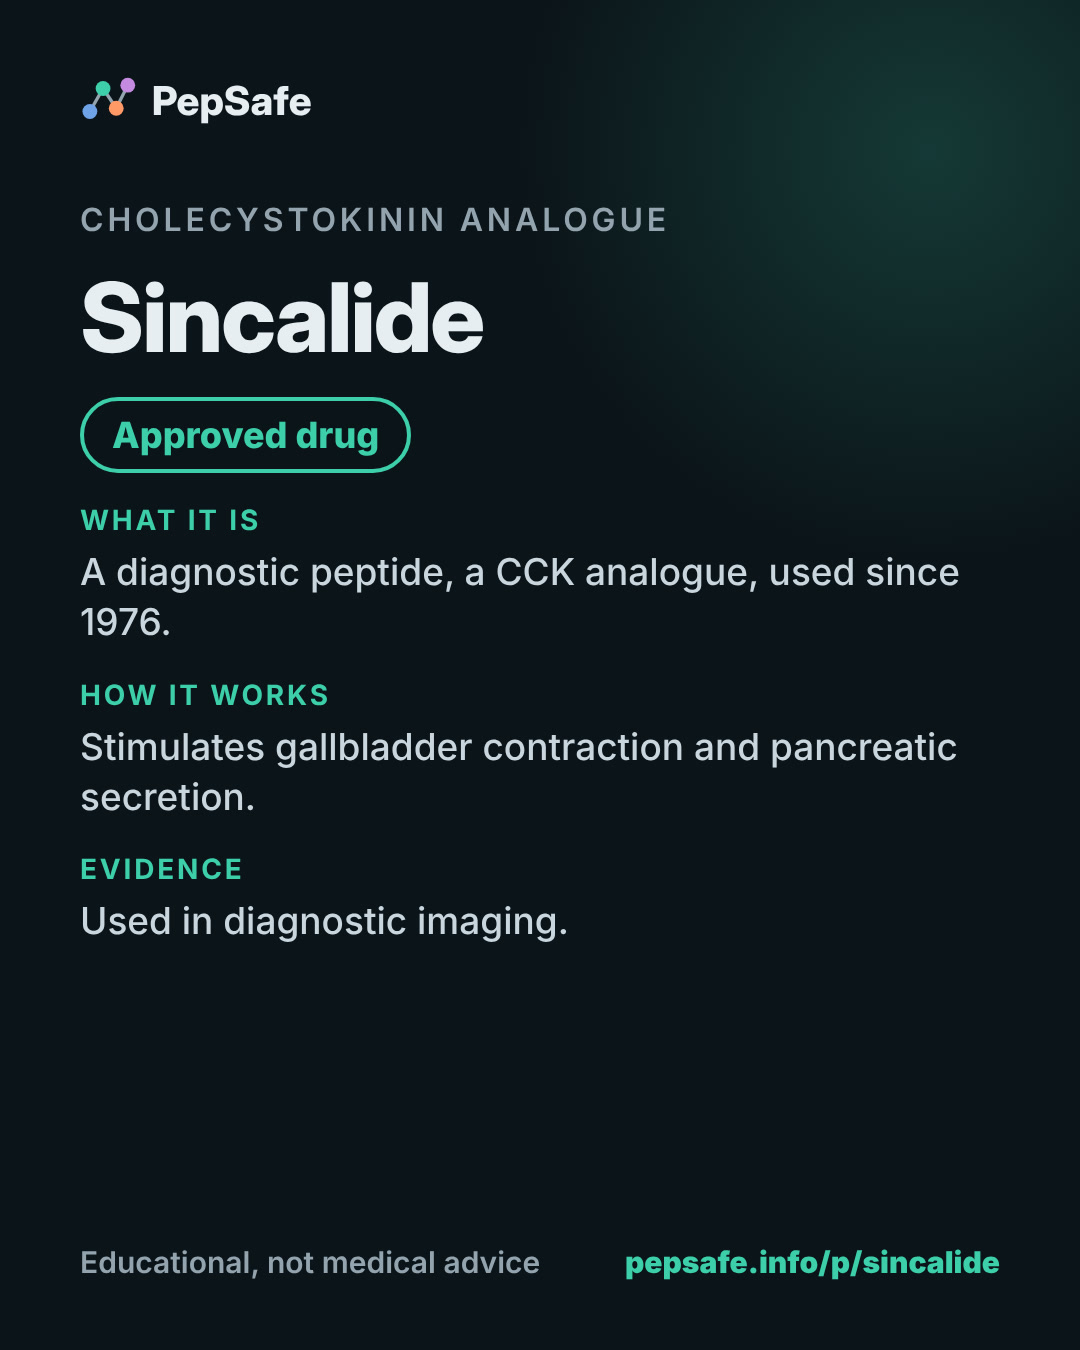 PepSafe
CHOLECYSTOKININ ANALOGUE
Sincalide
Approved drug
WHAT IT IS
A diagnostic peptide, a CCK analogue, used since
1976.
HOW IT WORKS
Stimulates gallbladder contraction and pancreatic
secretion.
EVIDENCE
Used in diagnostic imaging.
Educational, not medical advice
pepsafe.info/p/sincalide